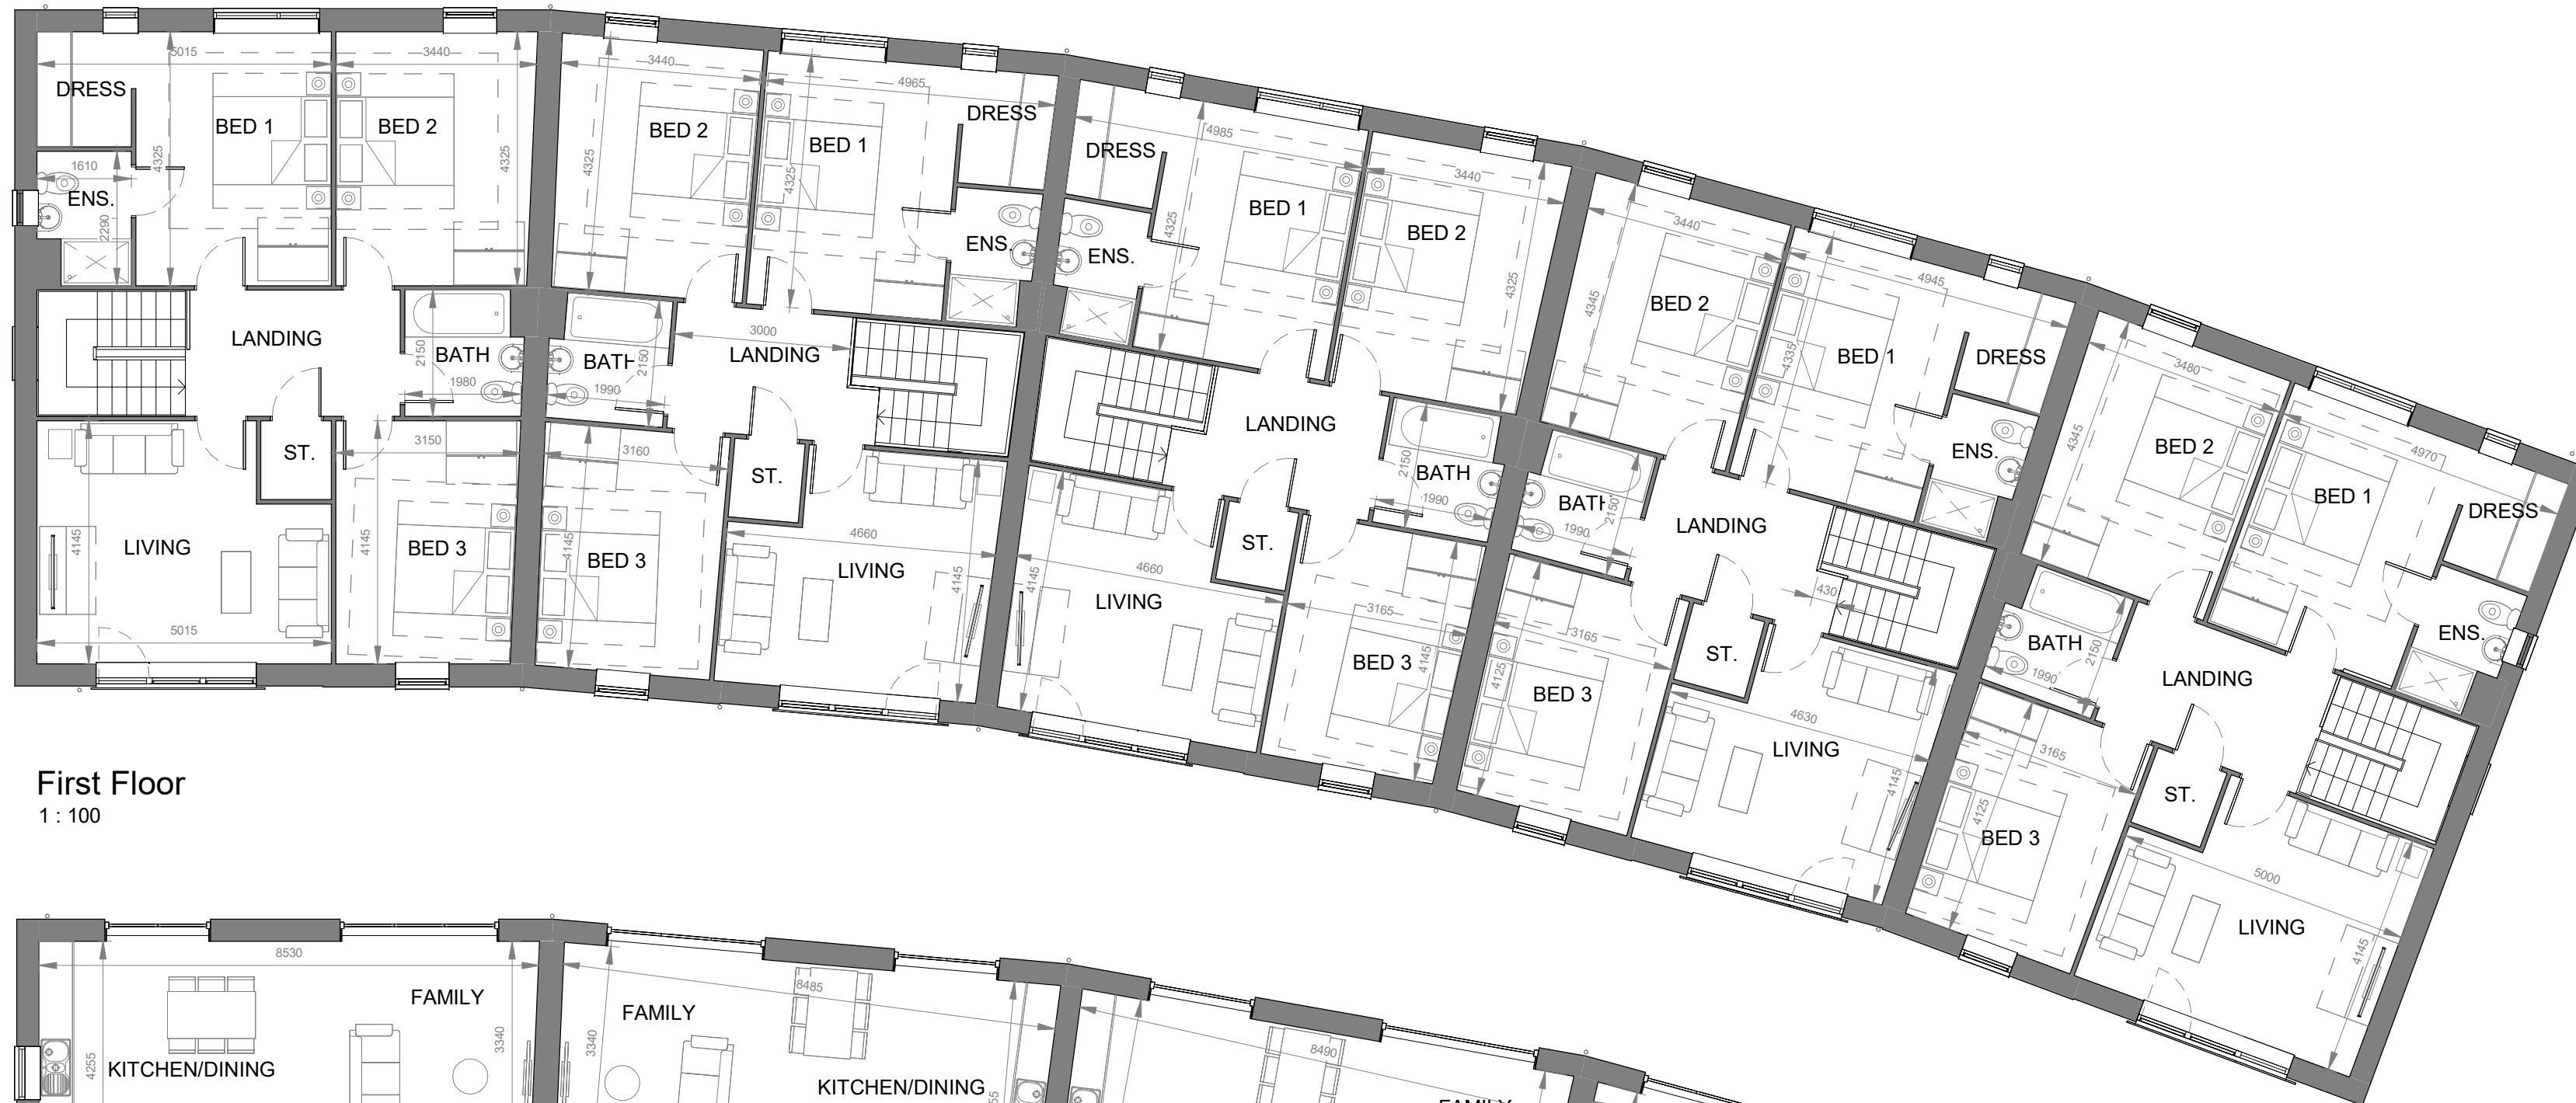 5015
3440
DRESS
BED 1
BED 2
4325
4325
1610
ENS.
2290
LANDING
2150
BATH
1980
ST.
3150
4145
LIVING
4145
BED 3
5015
3440
4965
BED 2
BED 1
DRESS
4325
4325
ENS.
3000
BATH
2150
LANDING
1990
3160
ST.
4145
BED 3
4660
LIVING
4145
4985
3440
DRESS
BED 1
BED 2
4325
4325
ENS.
LANDING
2150
BATH
1990
ST.
4145
4660
LIVING
3165
BED 3
4145
3440
4945
BED 2
BED 1
DRESS
4345
4335
ENS.
BATH
2150
LANDING
1990
430
3165
ST.
4125
BED 3
4630
LIVING
4145
3480
4970
BED 2
BED 1
DRESS
4345
ENS.
BATH
2150
LANDING
1990
3165
ST.
4125
BED 3
5000
LIVING
4145
First Floor
1 : 100
8530
FAMILY
3340
4255
KITCHEN/DINING
8485
FAMILY
3340
KITCHEN/DINING
8490